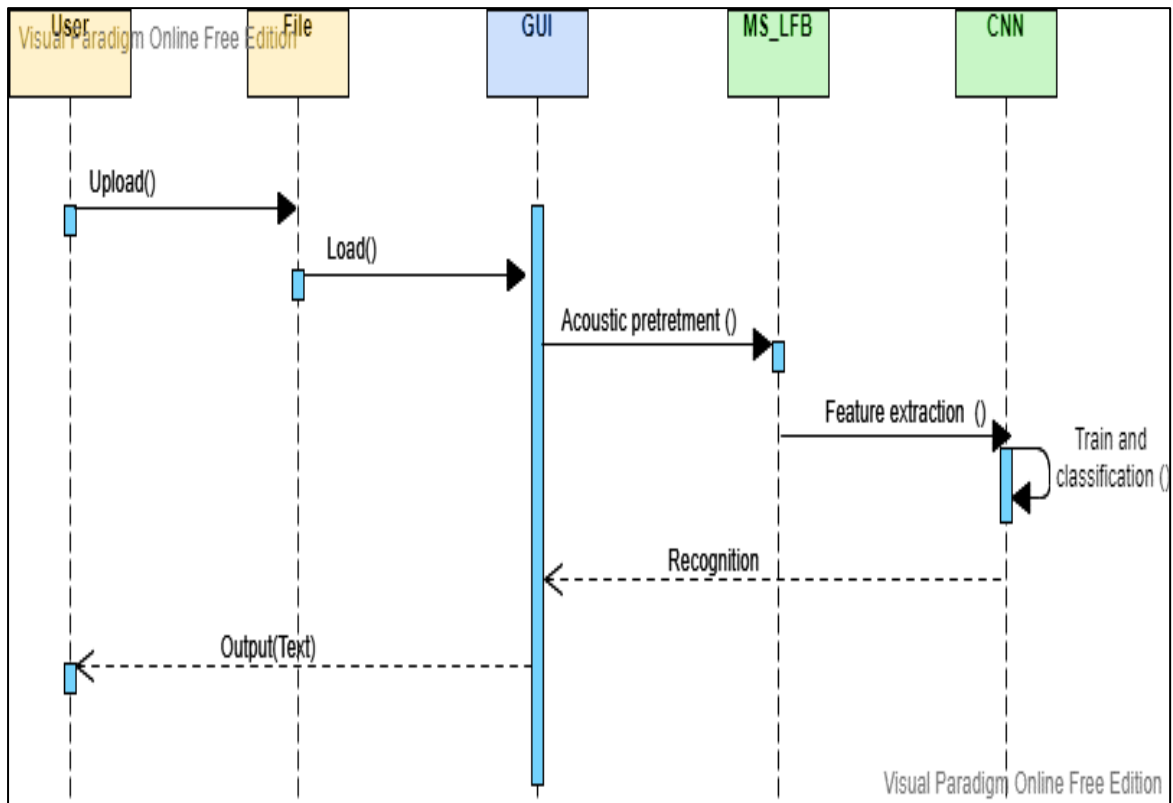 User
File
GUI
MS_LFB
CNN
Visual Paradigm Online Free Edition
Upload()
Load()
Acoustic pretretment ()
Feature extraction ()
Train and
classification ()
Recognition
Output(Text)
Visual Paradigm Online Free Edition